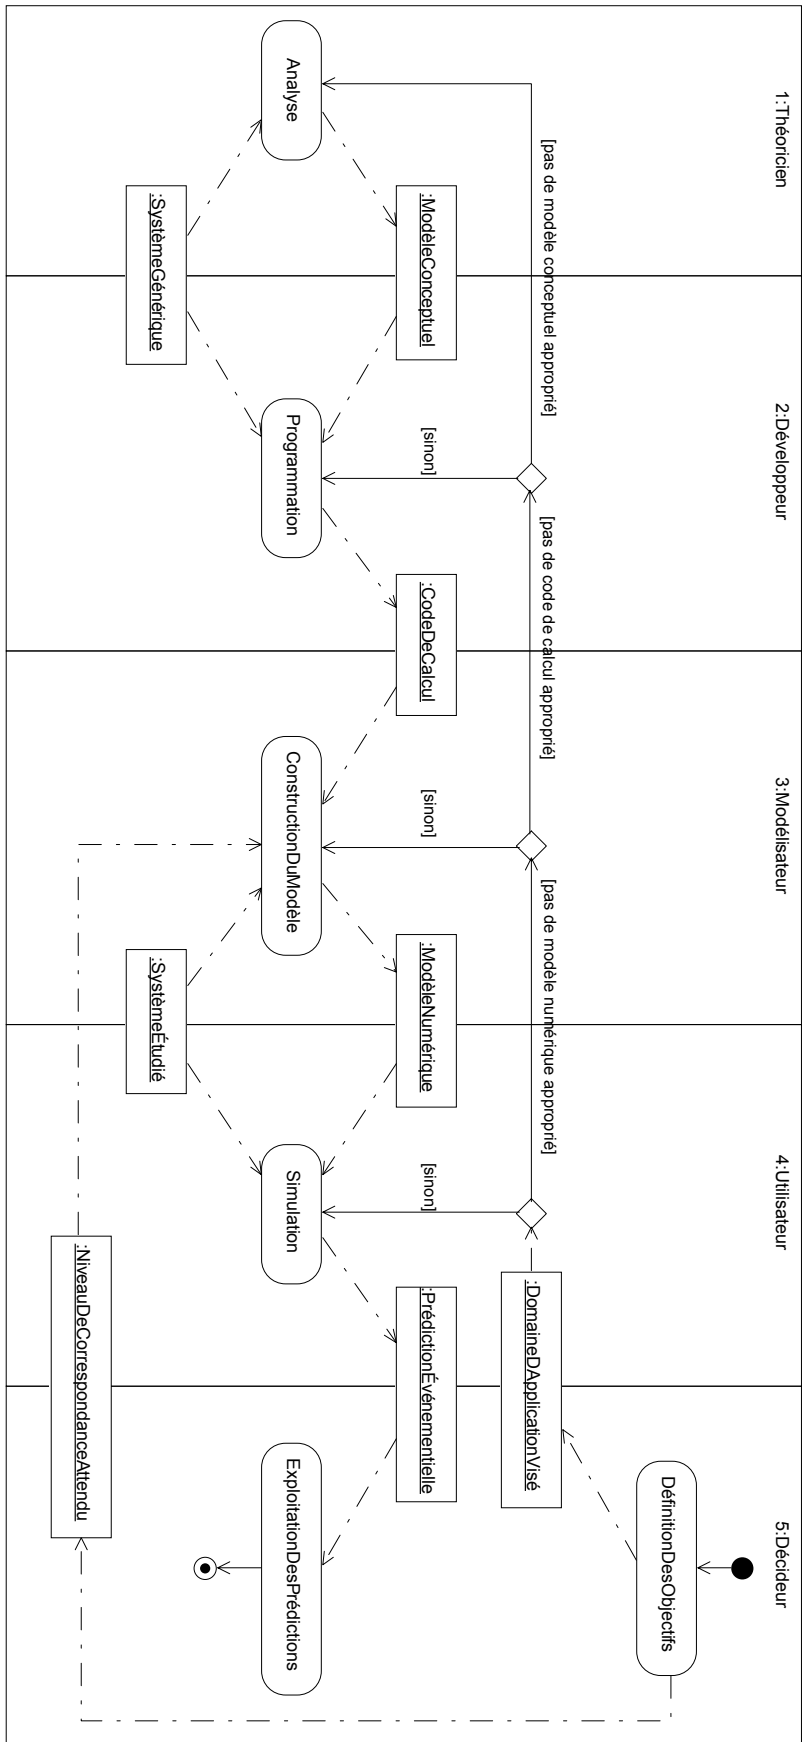 1:Théoricien
2:Développeur
3:Modélisateur
4:Utilisateur
5:Décideur
DéfinitionDesObjectifs
[pas de modèle conceptuel approprié]
[pas de code de calcul approprié]
[pas de modèle numérique approprié]
:DomaineDApplicationVisé
[sinon]
[sinon]
[sinon]
:ModèleConceptuel
:CodeDeCalcul
:ModèleNumérique
:PrédictionÉvénementielle
Analyse
Programmation
ConstructionDuModèle
Simulation
ExploitationDesPrédictions
:SystèmeGénérique
:SystèmeÉtudié
:NiveauDeCorrespondanceAttendu